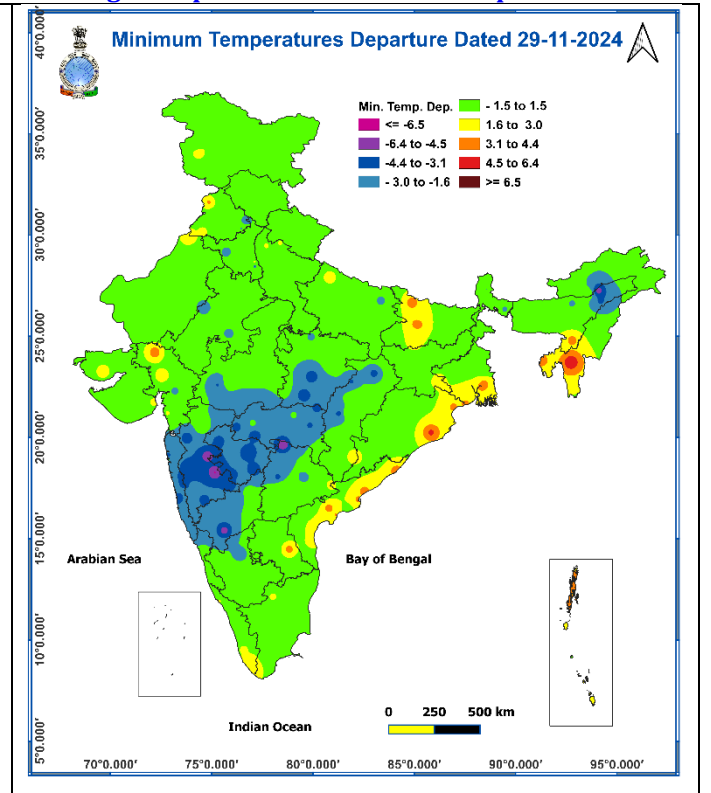 Minimum Temperatures Departure Dated 29-11-2024
Min. Temp. Dep.
<= -6.5
-6.4 to -4.5
-4.4 to -3.1
- 3.0 to -1.6
- 1.5 to 1.5
1.6 to 3.0
3.1 to 4.4
4.5 to 6.4
>= 6.5
40°0.000'
35°0.000'
30°0.000'
25°0.000'
20°0.000'
15°0.000'
10°0.000'
5°0.000'
Arabian Sea
Bay of Bengal
Indian Ocean
0 250 500 km
70°0.000' 75°0.000' 80°0.000' 85°0.000' 90°0.000' 95°0.000'